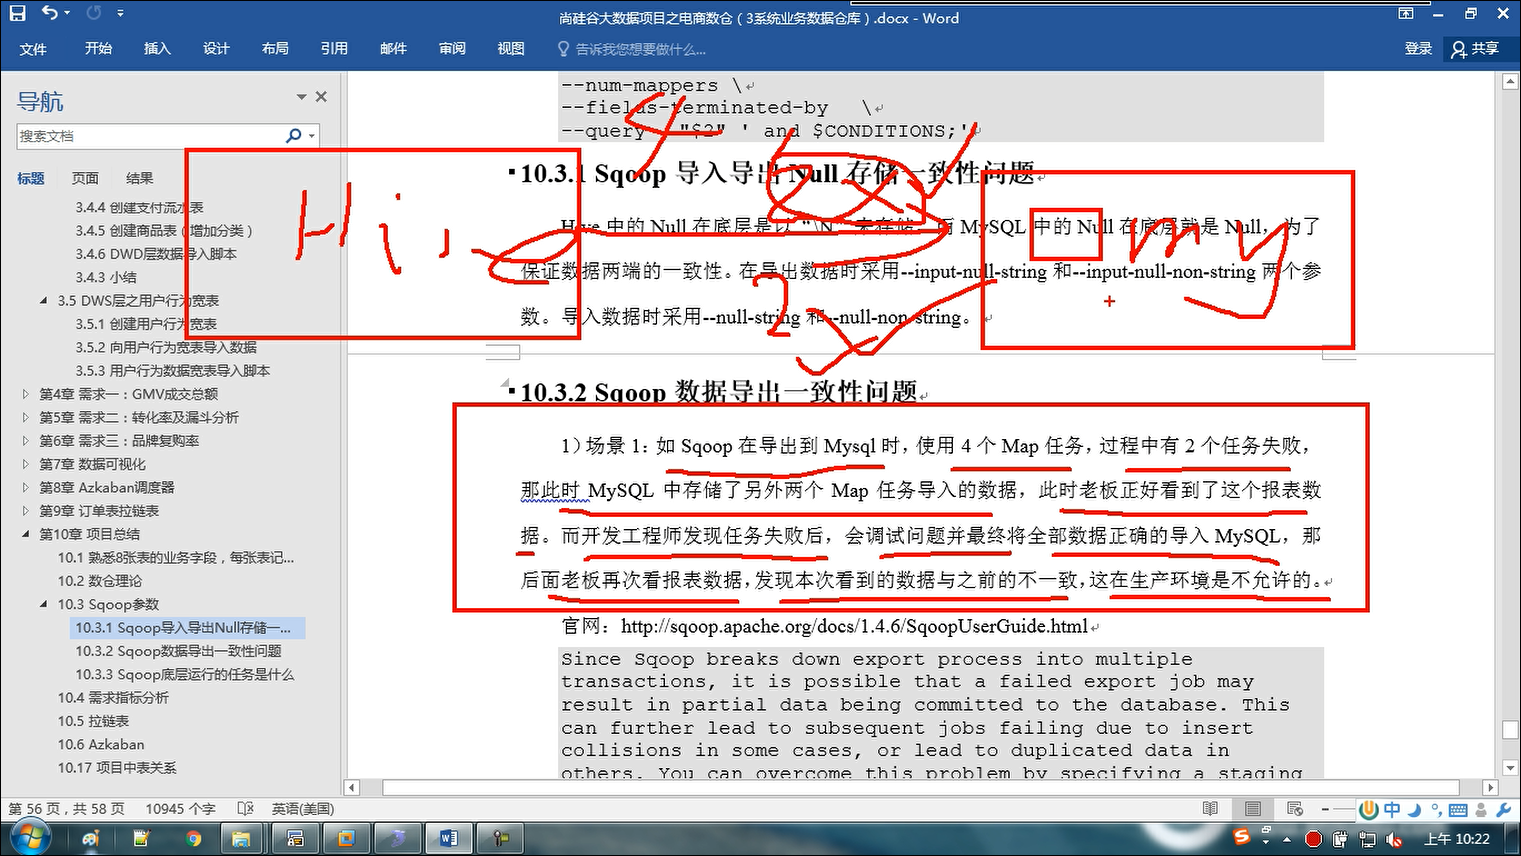 尚硅谷大数据项目之电商数仓（3系统业务数据仓库）.docx - Word
文件 开始 插入 设计 布局 引用 邮件 审阅 视图 告诉我您想要做什么... 登录 共享
导航
搜索文档
标题 页面 结果
3.4.4 创建支付流水表
3.4.5 创建商品表（增加分类）
3.4.6 DWD层数据导入脚本
3.4.3 小结
3.5 DWS层之用户行为宽表
3.5.1 创建用户行为宽表
3.5.2 向用户行为宽表导入数据
3.5.3 用户行为数据宽表导入脚本
第4章 需求一：GMV成交总额
第5章 需求二：转化率及漏斗分析
第6章 需求三：品牌复购率
第7章 数据可视化
第8章 Azkaban调度器
第9章 订单表拉链表
第10章 项目总结
10.1 熟悉8张表的业务字段，每张表记...
10.2 数仓理论
10.3 Sqoop参数
10.3.1 Sqoop导入导出Null存储一...
10.3.2 Sqoop数据导出一致性问题
10.3.3 Sqoop底层运行的任务是什么
10.4 需求指标分析
10.5 拉链表
10.6 Azkaban
10.17 项目中表关系
--num-mappers \
--fields-terminated-by \
--query "$2" ' and $CONDITIONS;'
10.3.1 Sqoop 导入导出 Null 存储一致性问题
Hive 中的 Null 在底层是以“\N”来存储，而 MySQL 中的 Null 在底层就是 Null，为了
保证数据两端的一致性。在导出数据时采用--input-null-string 和--input-null-non-string 两个参
数。导入数据时采用--null-string 和--null-non-string。
Hive
my
4
2
10.3.2 Sqoop 数据导出一致性问题
1）场景 1：如 Sqoop 在导出到 Mysql 时，使用 4 个 Map 任务，过程中有 2 个任务失败，
那此时 MySQL 中存储了另外两个 Map 任务导入的数据，此时老板正好看到了这个报表数
据。而开发工程师发现任务失败后，会调试问题并最终将全部数据正确的导入 MySQL，那
后面老板再次看报表数据，发现本次看到的数据与之前的不一致，这在生产环境是不允许的。
官网：http://sqoop.apache.org/docs/1.4.6/SqoopUserGuide.html
Since Sqoop breaks down export process into multiple
transactions, it is possible that a failed export job may
result in partial data being committed to the database. This
can further lead to subsequent jobs failing due to insert
collisions in some cases, or lead to duplicated data in
others. You can overcome this problem by specifying a staging
第 56 页，共 58 页 10945 个字 英语(美国)
中
上午 10:22